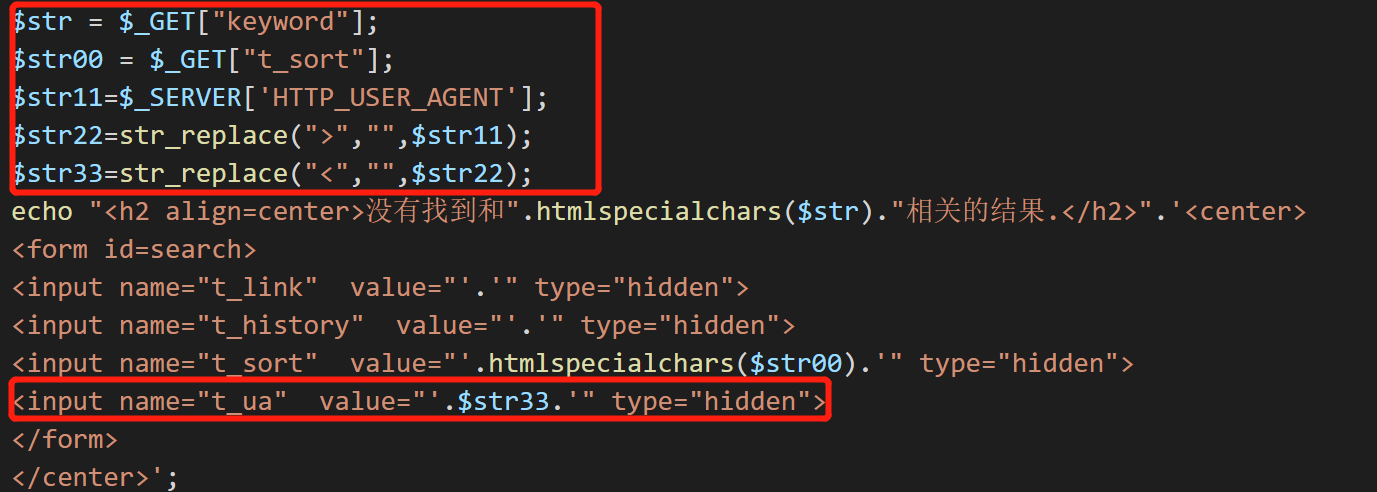 $str = $_GET["keyword"];
$str00 = $_GET["t_sort"];
$str11=$_SERVER['HTTP_USER_AGENT'];
$str22=str_replace(">","",$str11);
$str33=str_replace("<","",$str22);
echo "<h2 align=center>没有找到和".htmlspecialchars($str)."相关的结果.</h2>".'<center>
<form id=search>
<input name="t_link"  value="'.'" type="hidden">
<input name="t_history"  value="'.'" type="hidden">
<input name="t_sort"  value="'.htmlspecialchars($str00).'" type="hidden">
<input name="t_ua"  value="'.$str33.'" type="hidden">
</form>
</center>';